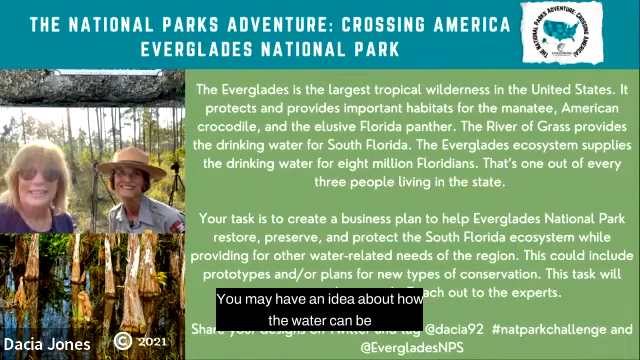 THE NATIONAL PARKS ADVENTURE: CROSSING AMERICA
EVERGLADES NATIONAL PARK
THE NATIONAL PARKS ADVENTURE: CROSSING AMERICA!
The Everglades is the largest tropical wilderness in the United States. It
protects and provides important habitats for the manatee, American
crocodile, and the elusive Florida panther. The River of Grass provides
the drinking water for South Florida. The Everglades ecosystem supplies
the drinking water for eight million Floridians. That's one out of every
three people living in the state.
Your task is to create a business plan to help Everglades National Park
restore, preserve, and protect the South Florida ecosystem while
providing for other water-related needs of the region. This could include
prototypes and/or plans for new types of conservation. This task will
out to the experts.
You may have an idea about how
the water can be
Share your designs on Twitter and tag @dacia92 #natparkchallenge and
@EvergladesNPS
Dacia Jones
© 2021